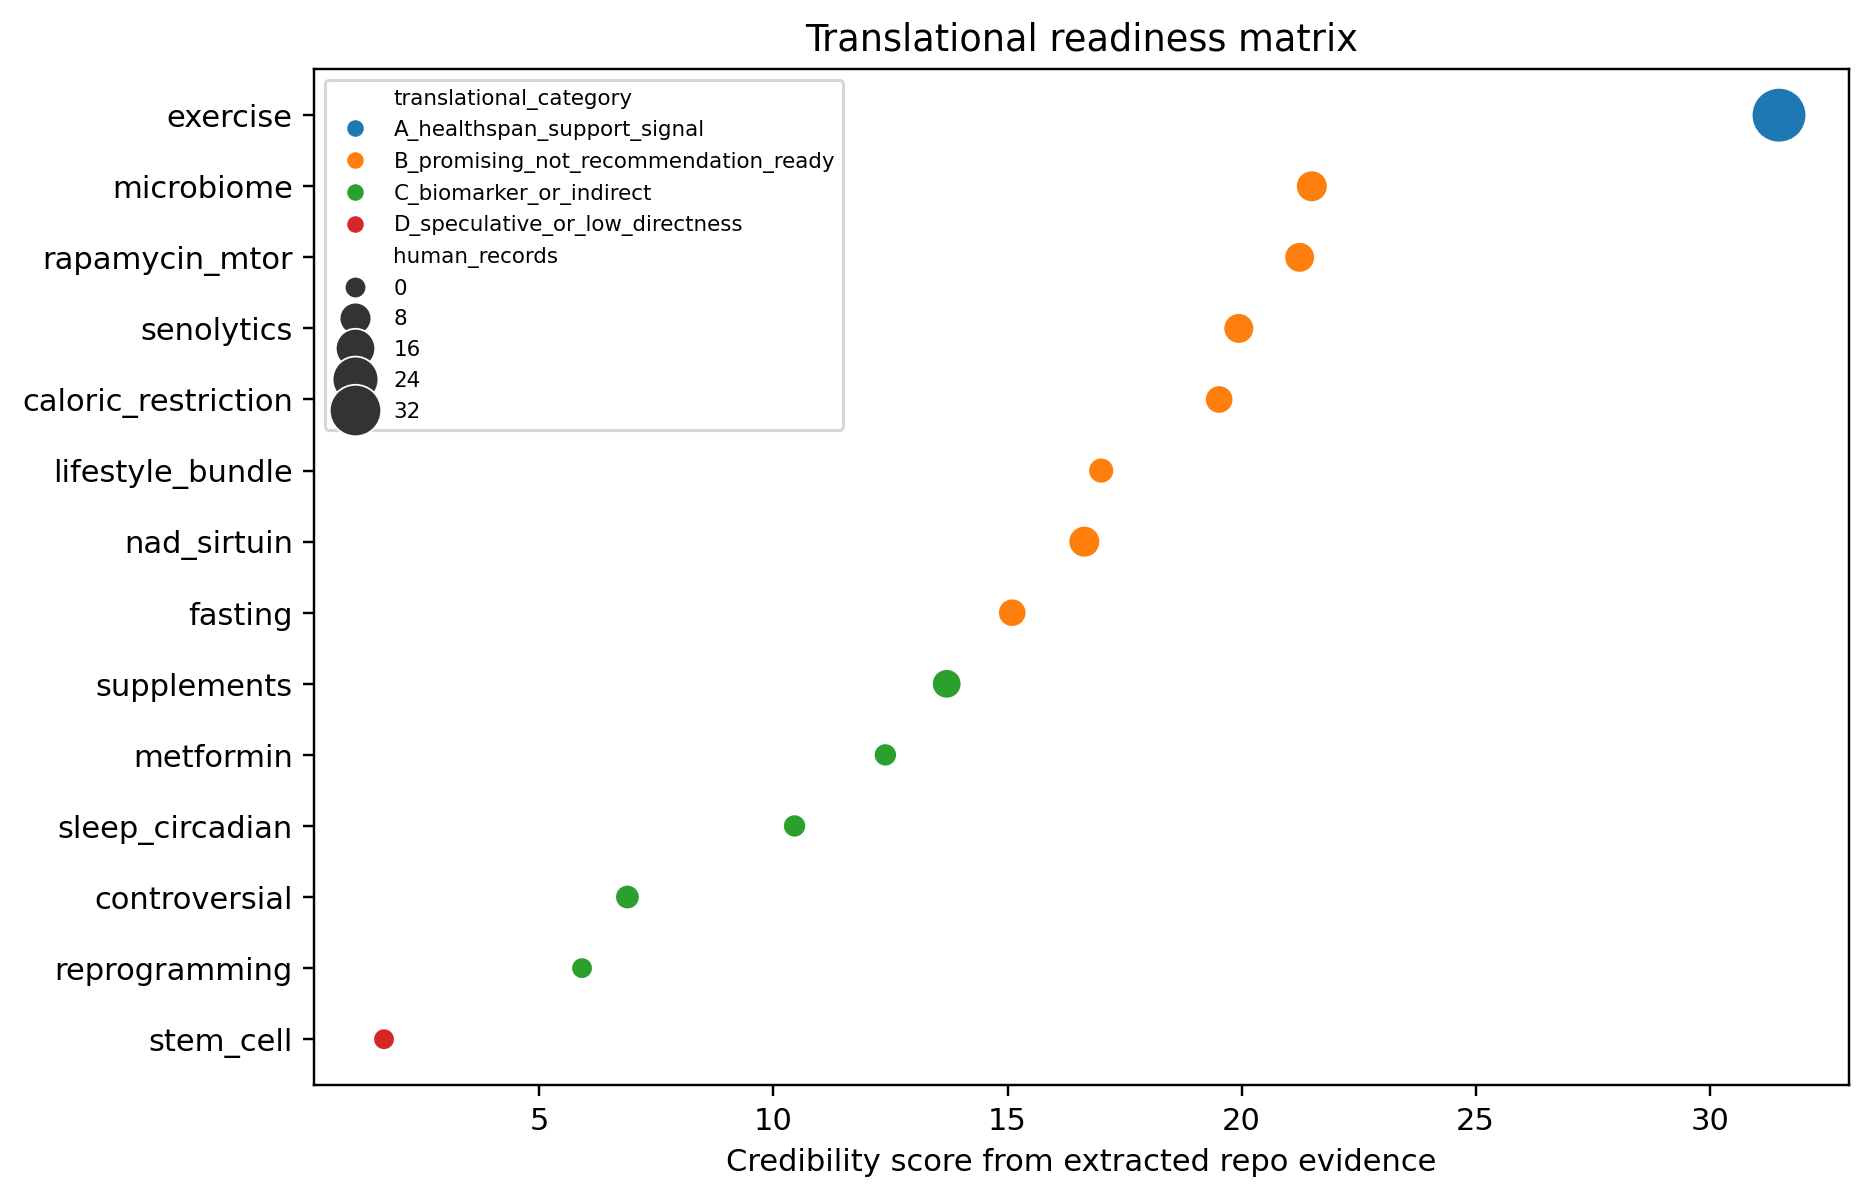 Translational readiness matrix
translational_category
A_healthspan_support_signal
B_promising_not_recommendation_ready
C_biomarker_or_indirect
D_speculative_or_low_directness
human_records
0
8
16
24
32
exercise
microbiome
rapamycin_mtor
senolytics
caloric_restriction
lifestyle_bundle
nad_sirtuin
fasting
supplements
metformin
sleep_circadian
controversial
reprogramming
stem_cell
5 10 15 20 25 30
Credibility score from extracted repo evidence